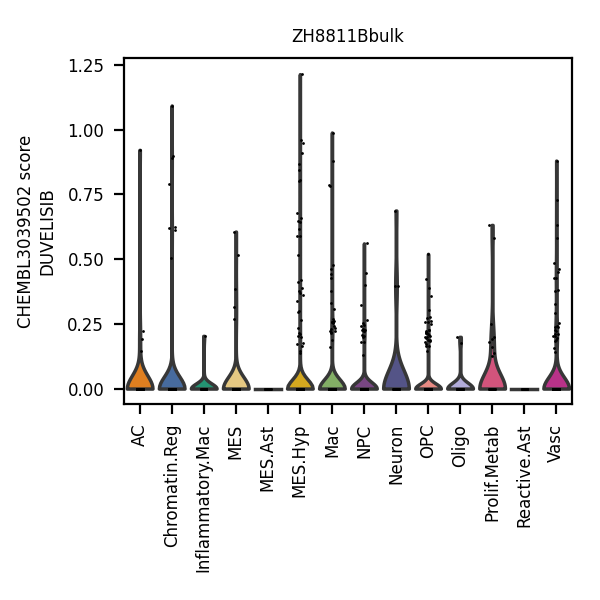 ZH8811Bbulk
CHEMBL3039502 score
DUVELISIB
1.25
1.00
0.75
0.50
0.25
0.00
AC
Chromatin.Reg
Inflammatory.Mac
MES
MES.Ast
MES.Hyp
Mac
NPC
Neuron
OPC
Oligo
Prolif.Metab
Reactive.Ast
Vasc